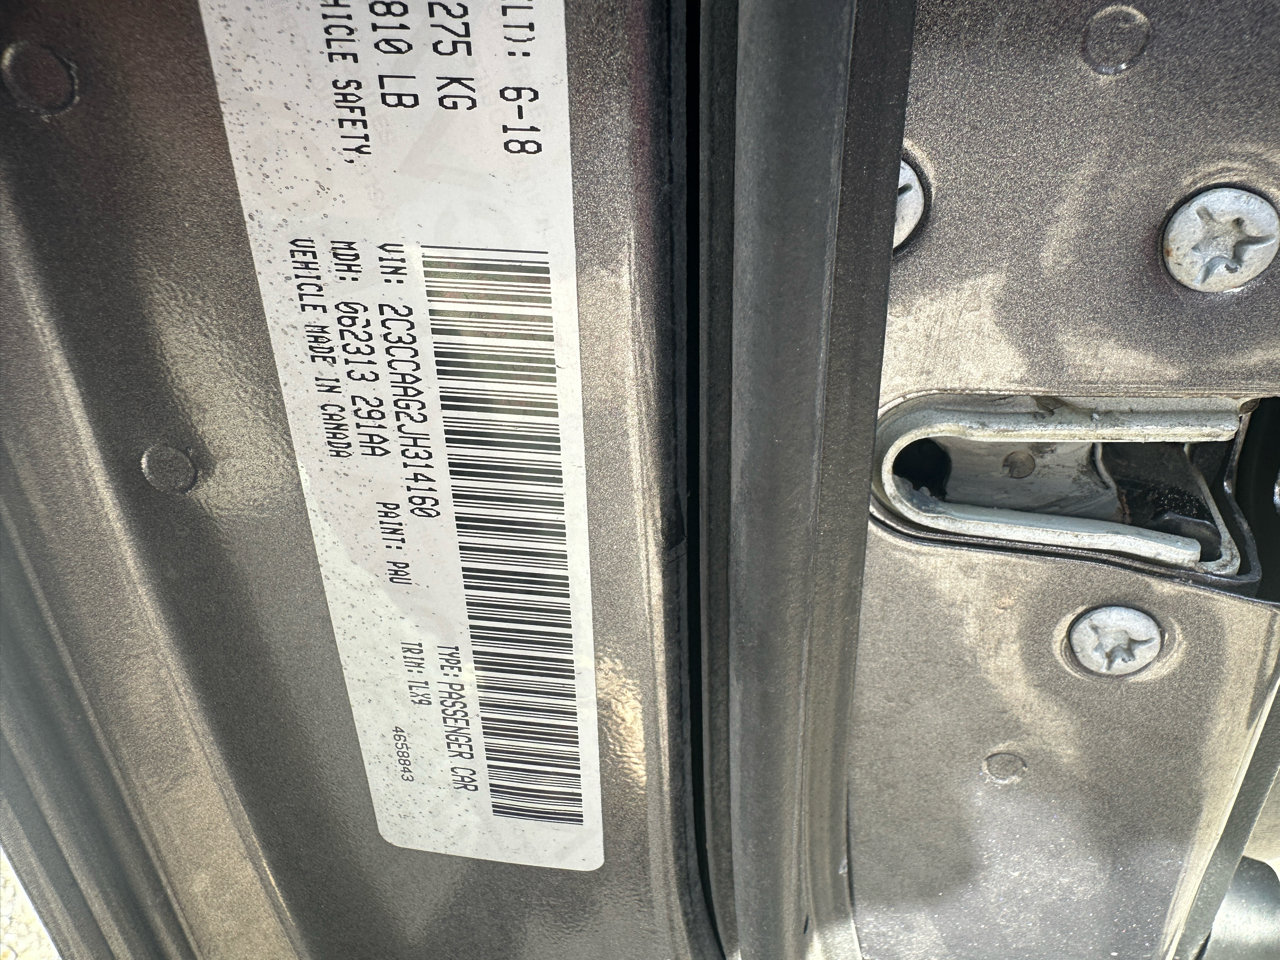 LT): 6-18
275 KG
810 LB
HICLE SAFETY,
VIN: 2C3CCAAG2JH314160 TYPE: PASSENGER CAR
MDH: 062313 291AA PAINT: PAU TRIM: TLX9
VEHICLE MADE IN CANADA 4658843